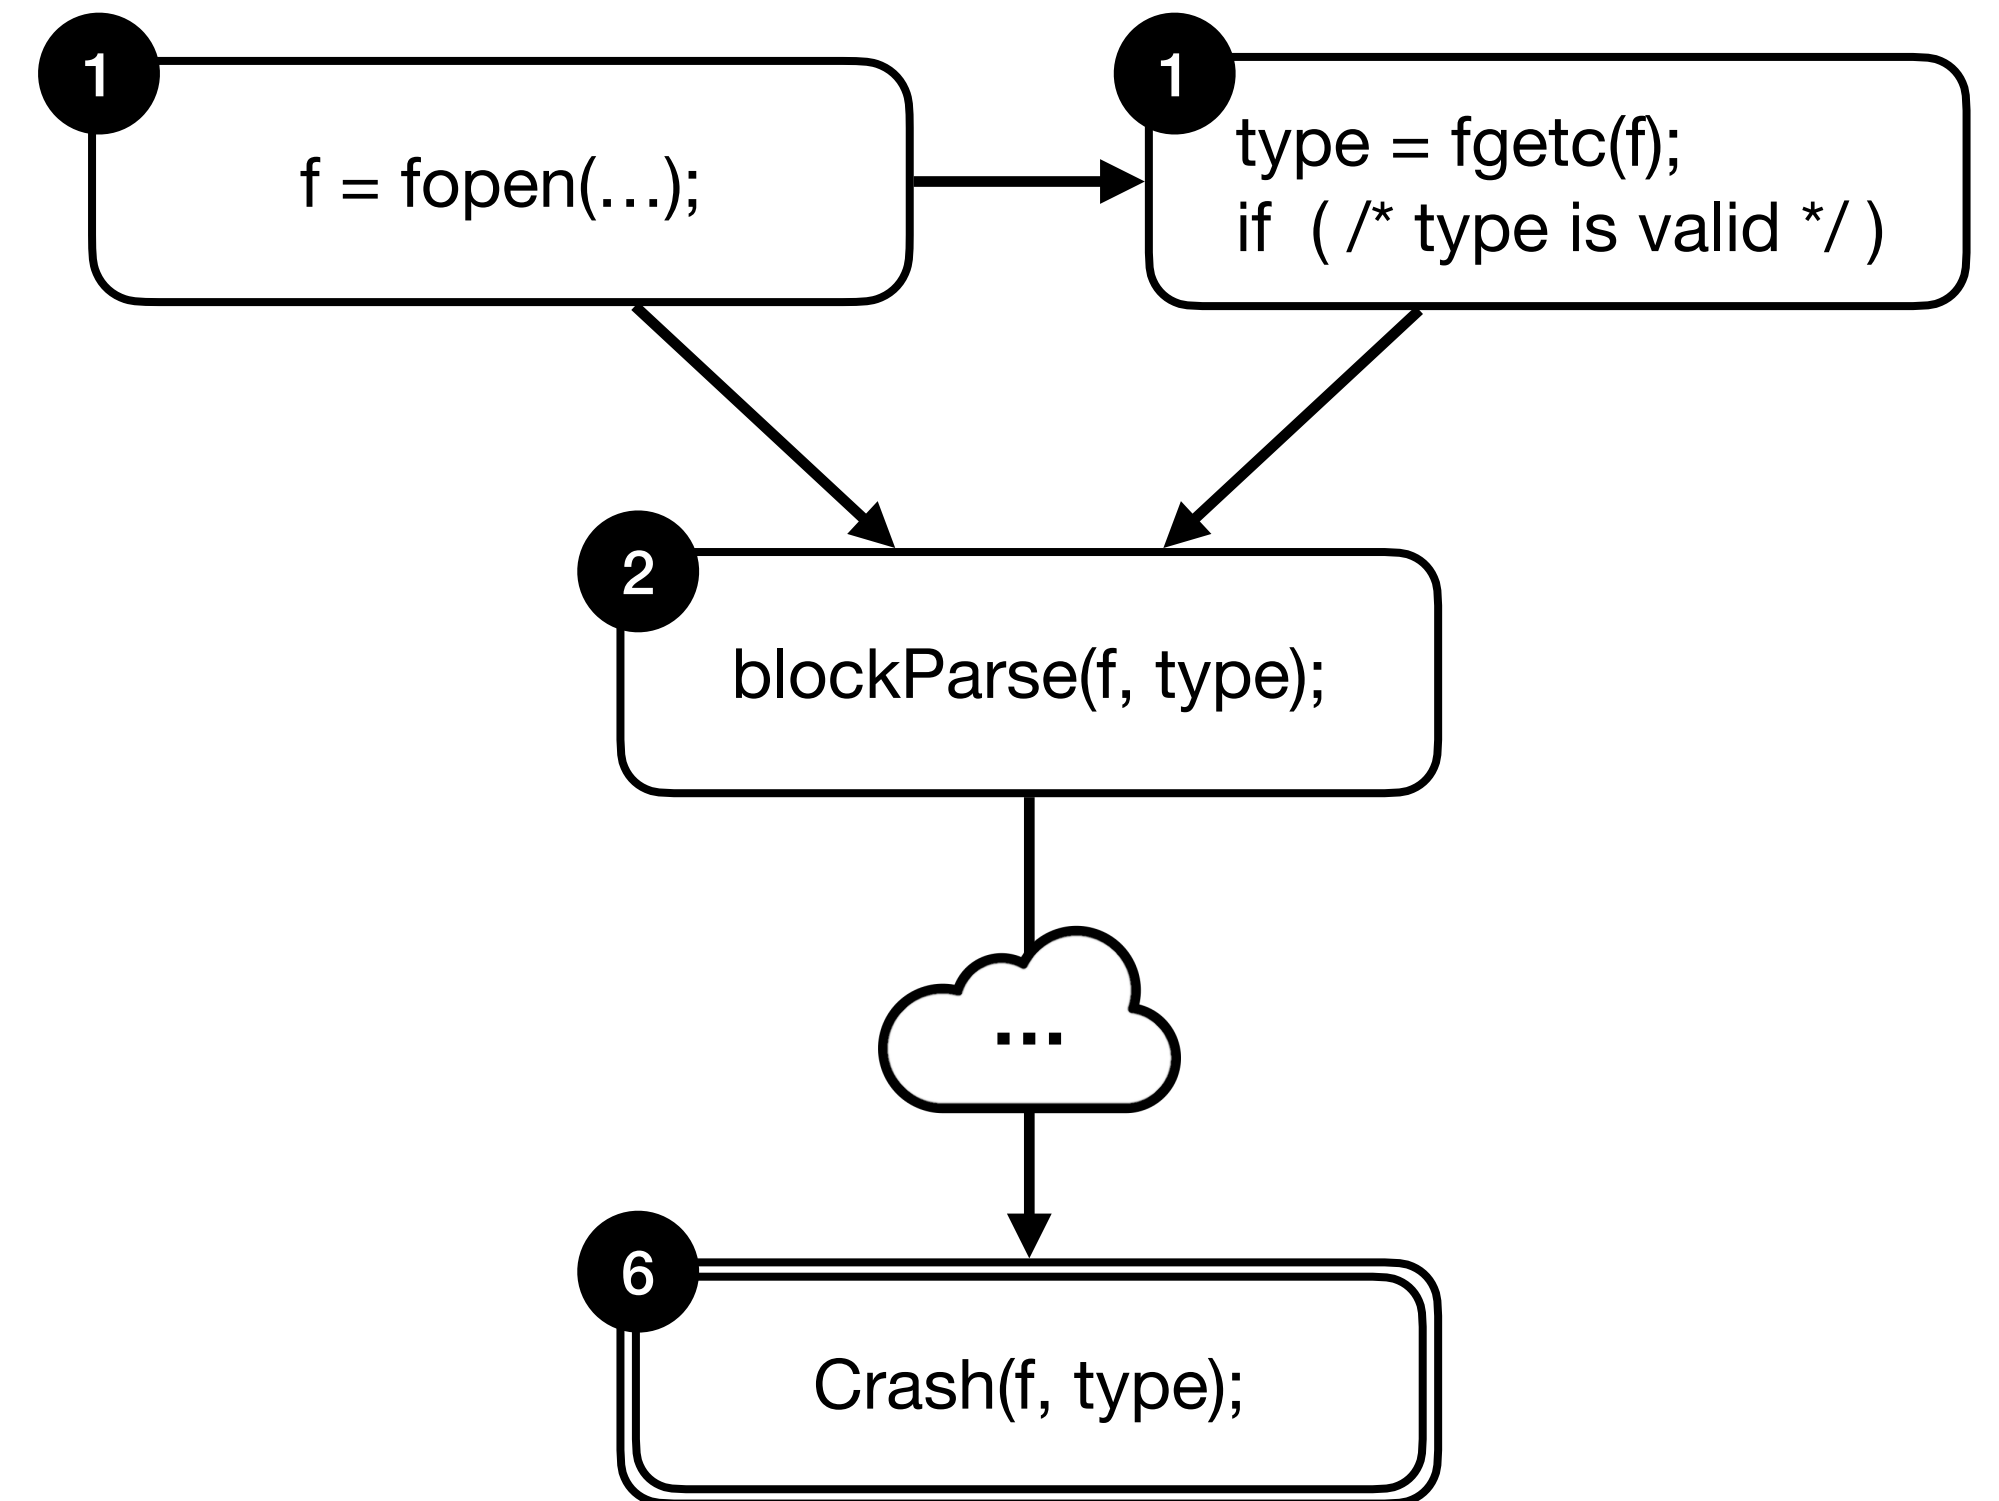 1
f = fopen(...);
1
type = fgetc(f);
if ( /* type is valid */ )
2
blockParse(f, type);
...
6
Crash(f, type);